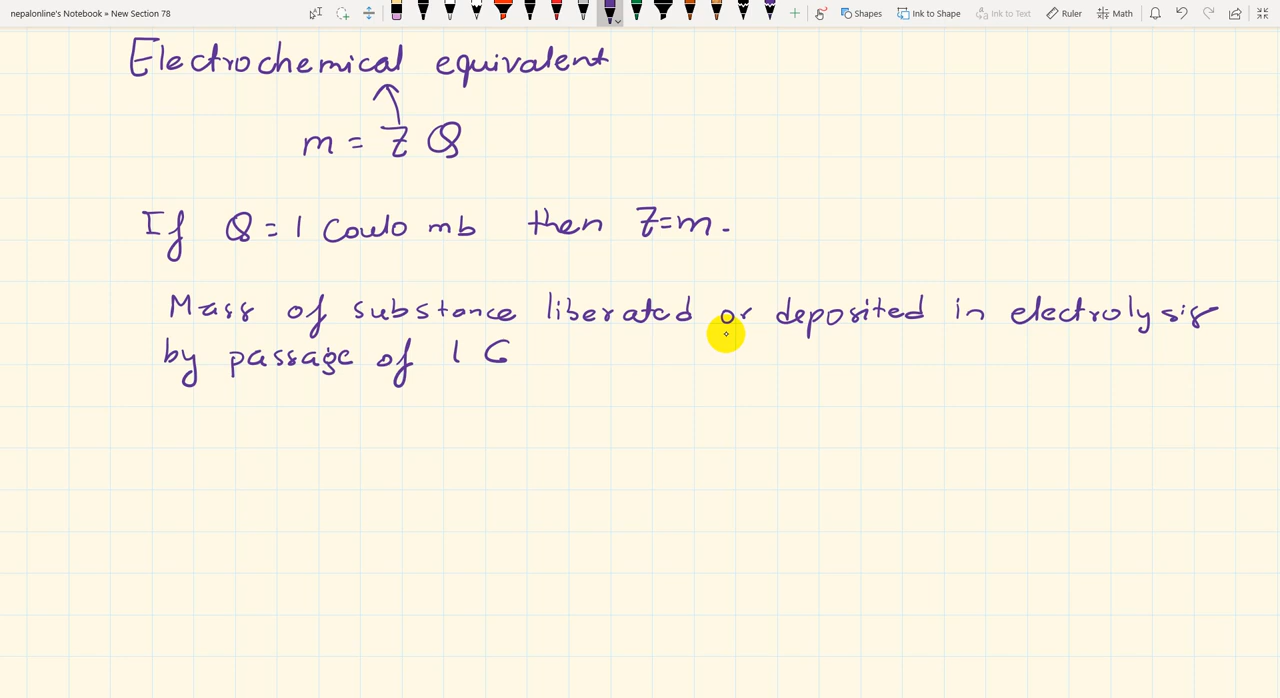 nepalonline's Notebook » New Section 78
Shapes Ink to Shape Ink to Text Ruler Math
Electrochemical equivalent
m = Z Q
If Q = 1 Coulomb then Z=m.
Mass of substance liberated or deposited in electrolysis
by passage of 1 C